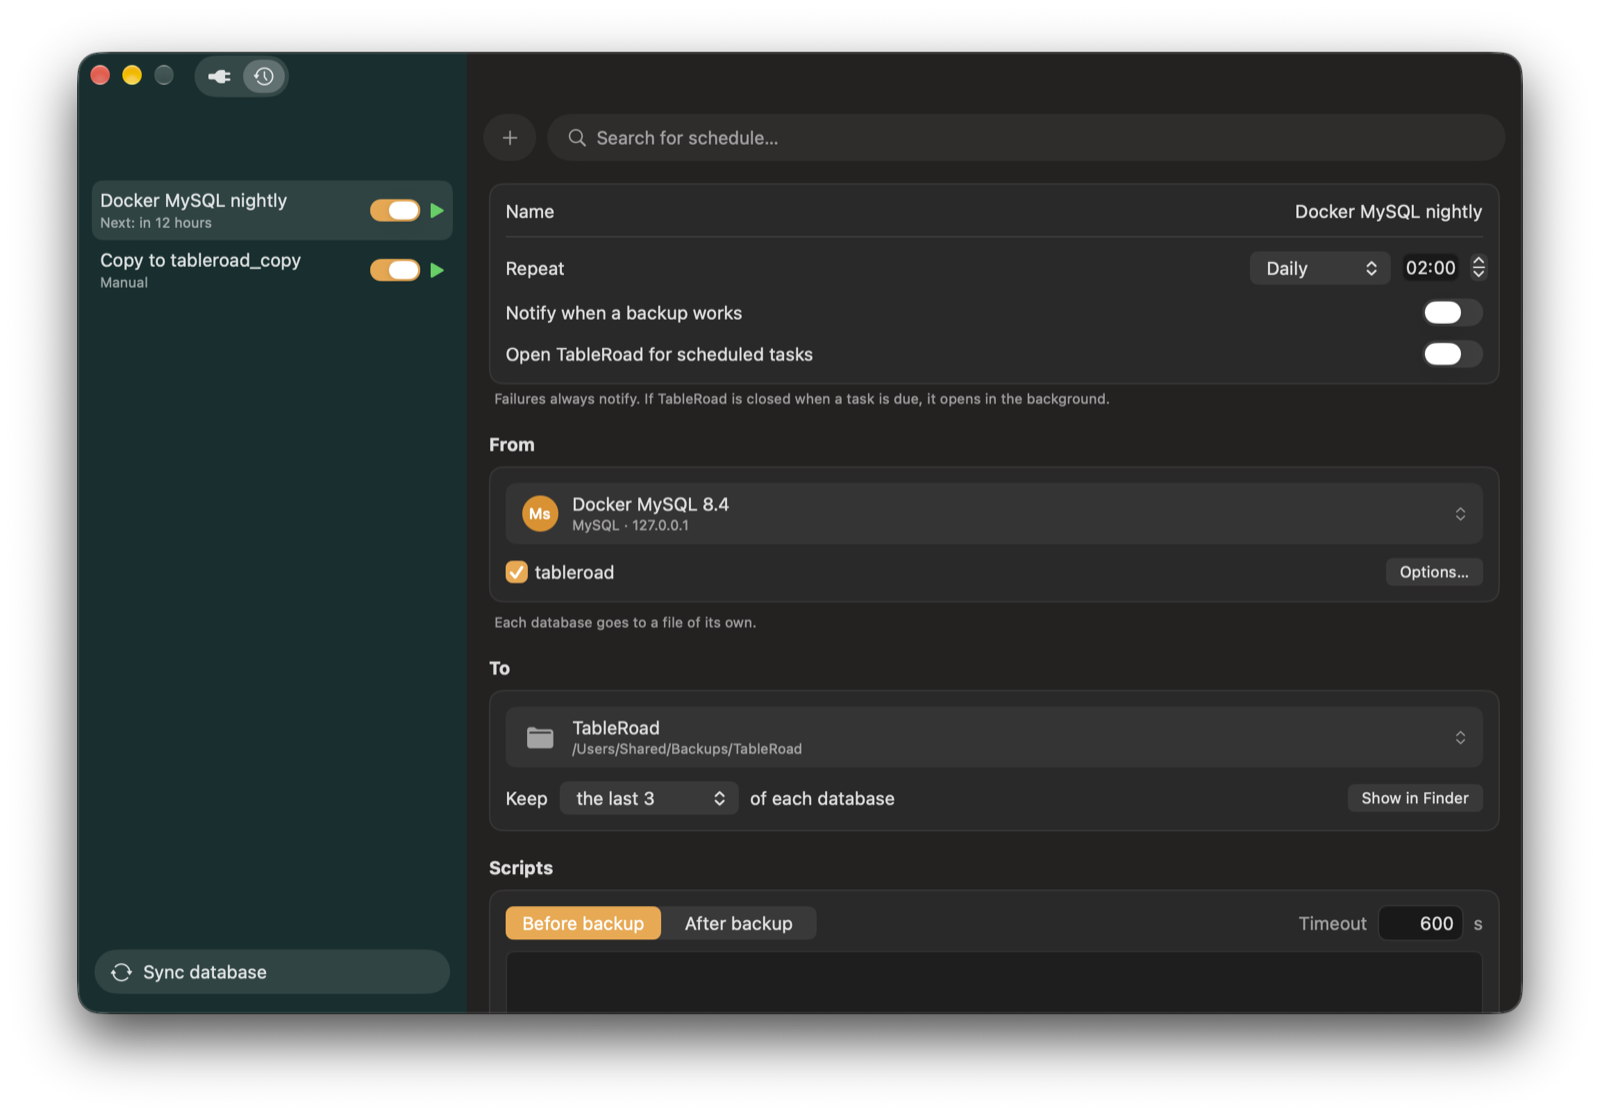 Search for schedule...
Docker MySQL nightly
Next: in 12 hours
Copy to tableroad_copy
Manual
Sync database
Name
Docker MySQL nightly
Repeat
Daily
02:00
Notify when a backup works
Open TableRoad for scheduled tasks
Failures always notify. If TableRoad is closed when a task is due, it opens in the background.
From
Ms
Docker MySQL 8.4
MySQL · 127.0.0.1
tableroad
Options...
Each database goes to a file of its own.
To
TableRoad
/Users/Shared/Backups/TableRoad
Keep the last 3 of each database
Show in Finder
Scripts
Before backup
After backup
Timeout 600 s